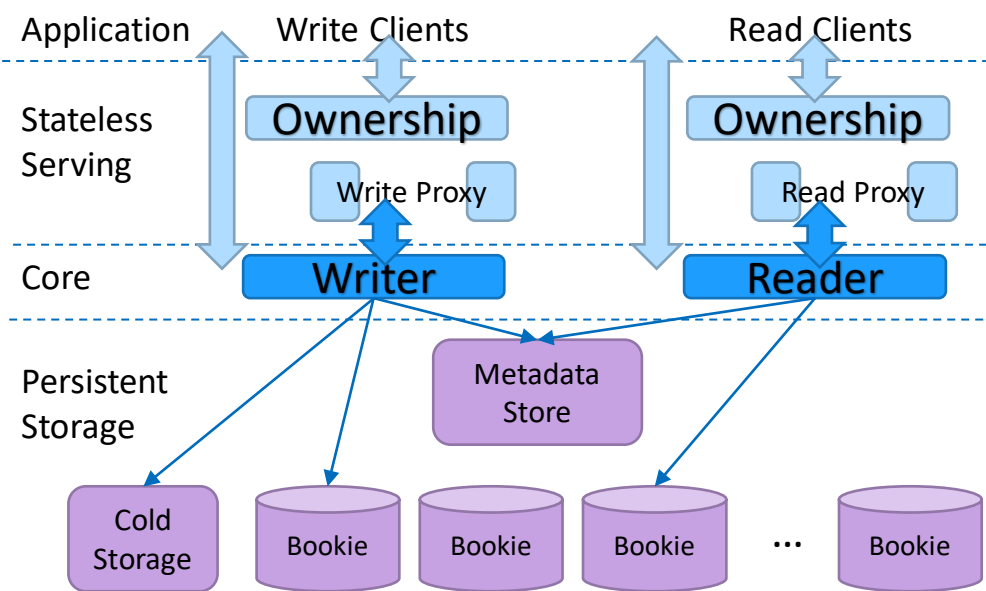 Application
Write Clients
Read Clients
Stateless
Serving
Ownership
Ownership
Write Proxy
Read Proxy
Core
Writer
Reader
Persistent
Storage
Metadata
Store
Cold
Storage
Bookie
Bookie
Bookie
...
Bookie